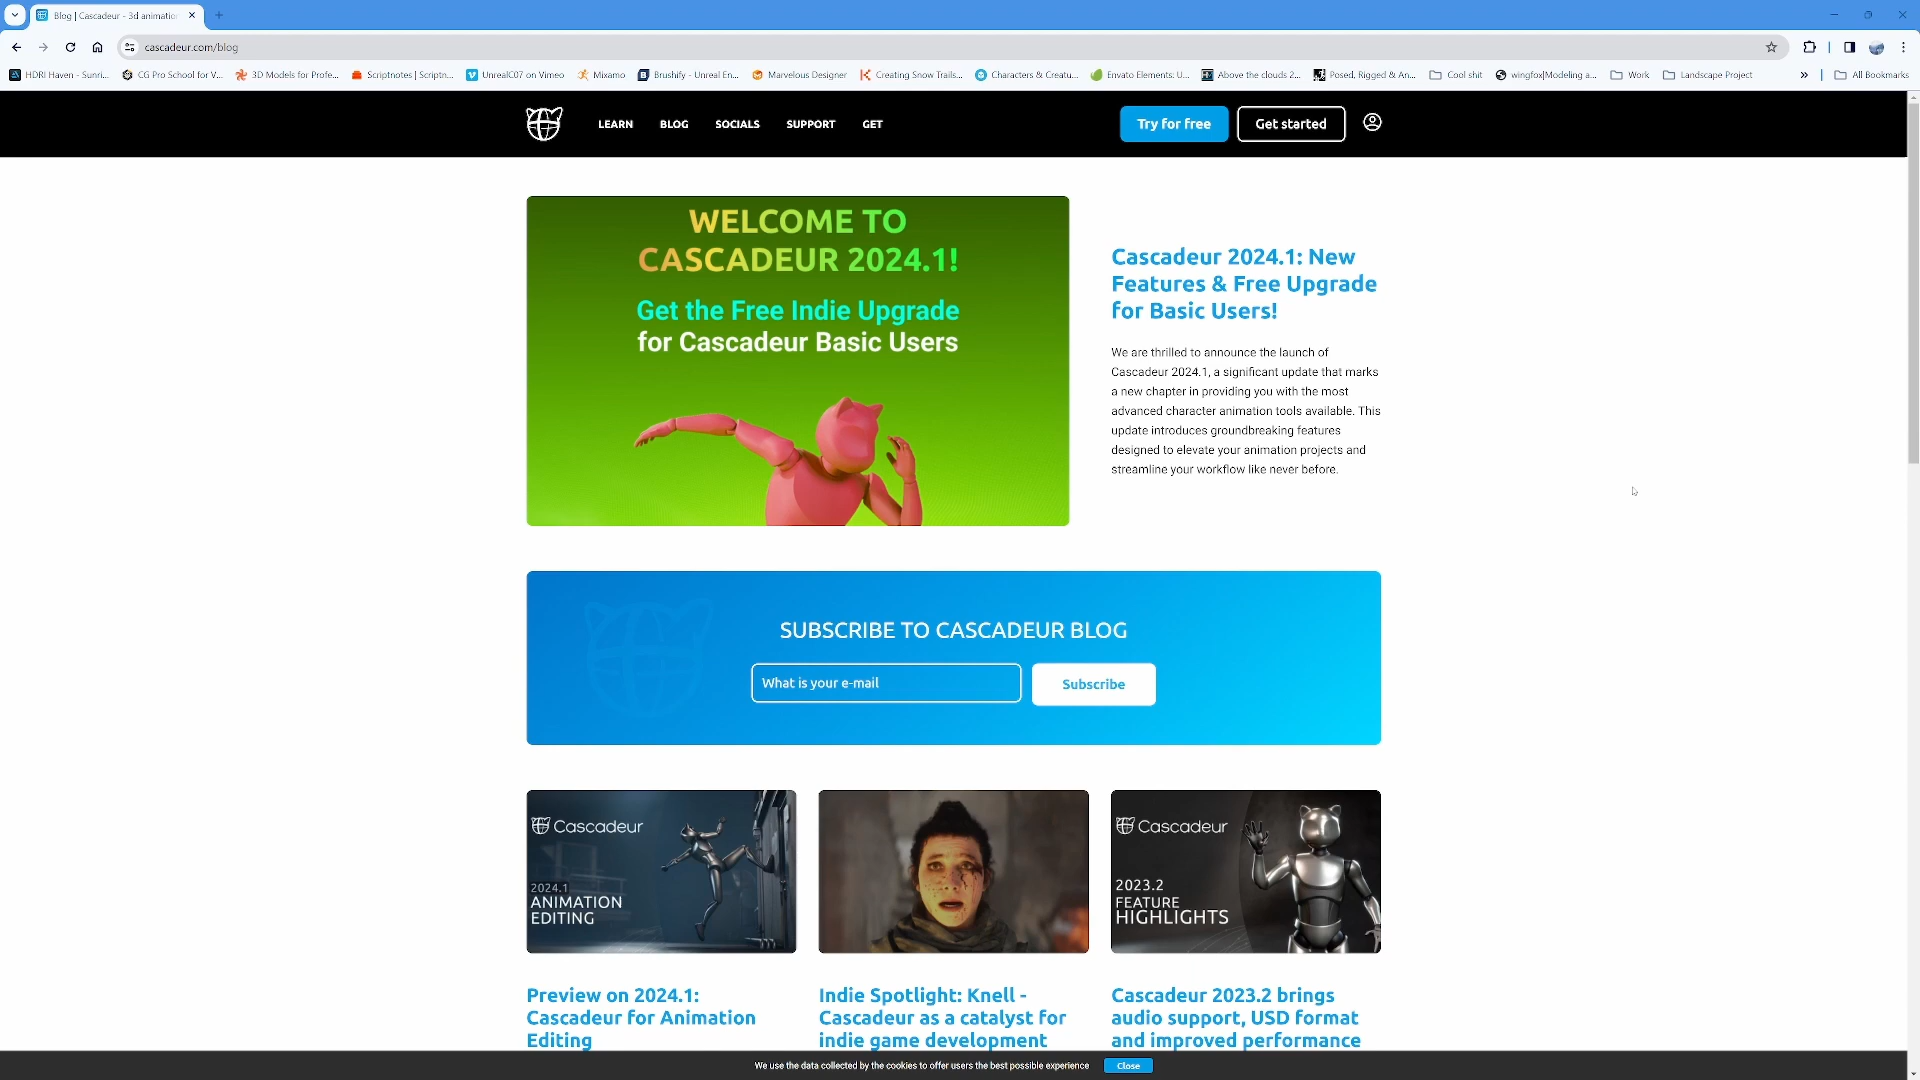 Blog | Cascadeur - 3d animatio
cascadeur.com/blog
HDRI Haven - Sunri...
CG Pro School for V...
3D Models for Profe...
Scriptnotes | Scriptn...
UnrealC07 on Vimeo
Mixamo
Brushify - Unreal En...
Marvelous Designer
Creating Snow Trails...
Characters & Creatu...
Envato Elements: U...
Above the clouds 2...
Posed, Rigged & An...
Cool shit
wingfox|Modeling a...
Work
Landscape Project
All Bookmarks
LEARN
BLOG
SOCIALS
SUPPORT
GET
Try for free
Get started
WELCOME TO
CASCADEUR 2024.1!
Get the Free Indie Upgrade
for Cascadeur Basic Users
Cascadeur 2024.1: New
Features & Free Upgrade
for Basic Users!
We are thrilled to announce the launch of
Cascadeur 2024.1, a significant update that marks
a new chapter in providing you with the most
advanced character animation tools available. This
update introduces groundbreaking features
designed to elevate your animation projects and
streamline your workflow like never before.
SUBSCRIBE TO CASCADEUR BLOG
What is your e-mail
Subscribe
Cascadeur
2024.1
ANIMATION
EDITING
Cascadeur
2023.2
FEATURE
HIGHLIGHTS
Preview on 2024.1:
Cascadeur for Animation
Editing
Indie Spotlight: Knell -
Cascadeur as a catalyst for
indie game development
Cascadeur 2023.2 brings
audio support, USD format
and improved performance
We use the data collected by the cookies to offer users the best possible experience
Close